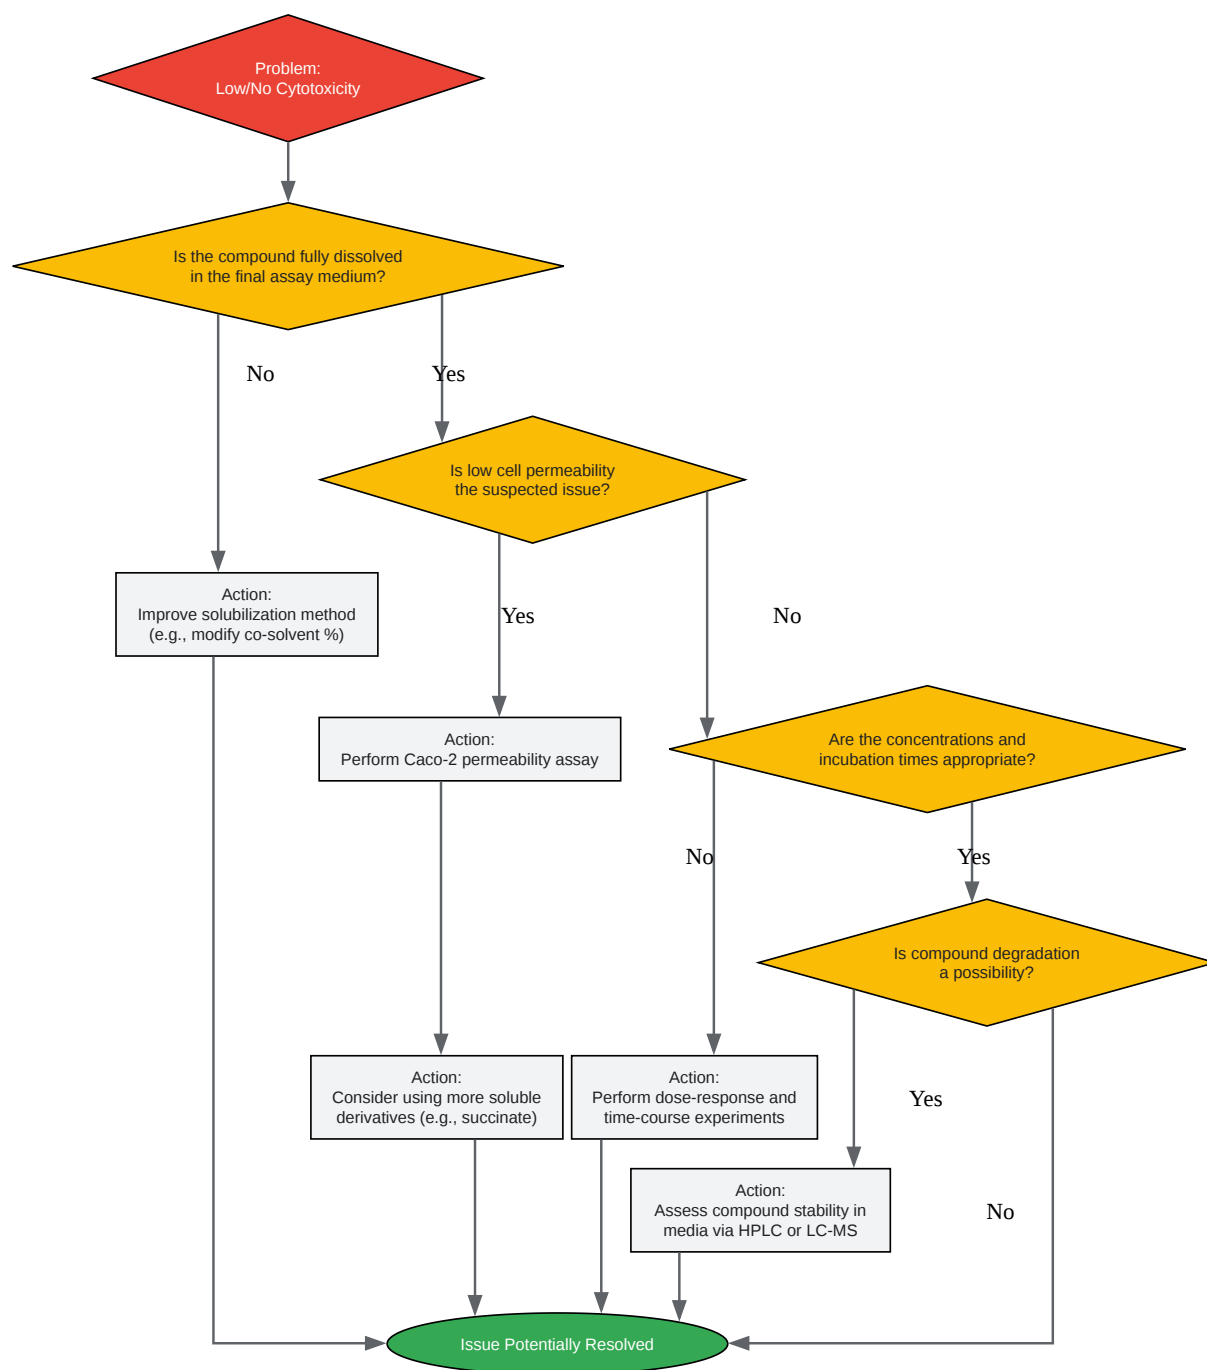 Problem:
Low/No Cytotoxicity
Is the compound fully dissolved
in the final assay medium?
No
Yes
Is low cell permeability
the suspected issue?
Action:
Improve solubilization method
(e.g., modify co-solvent %)
Yes
No
Action:
Perform Caco-2 permeability assay
Are the concentrations and
incubation times appropriate?
No
Yes
Is compound degradation
a possibility?
Action:
Consider using more soluble
derivatives (e.g., succinate)
Action:
Perform dose-response and
time-course experiments
Yes
Action:
Assess compound stability in
media via HPLC or LC-MS
No
Issue Potentially Resolved